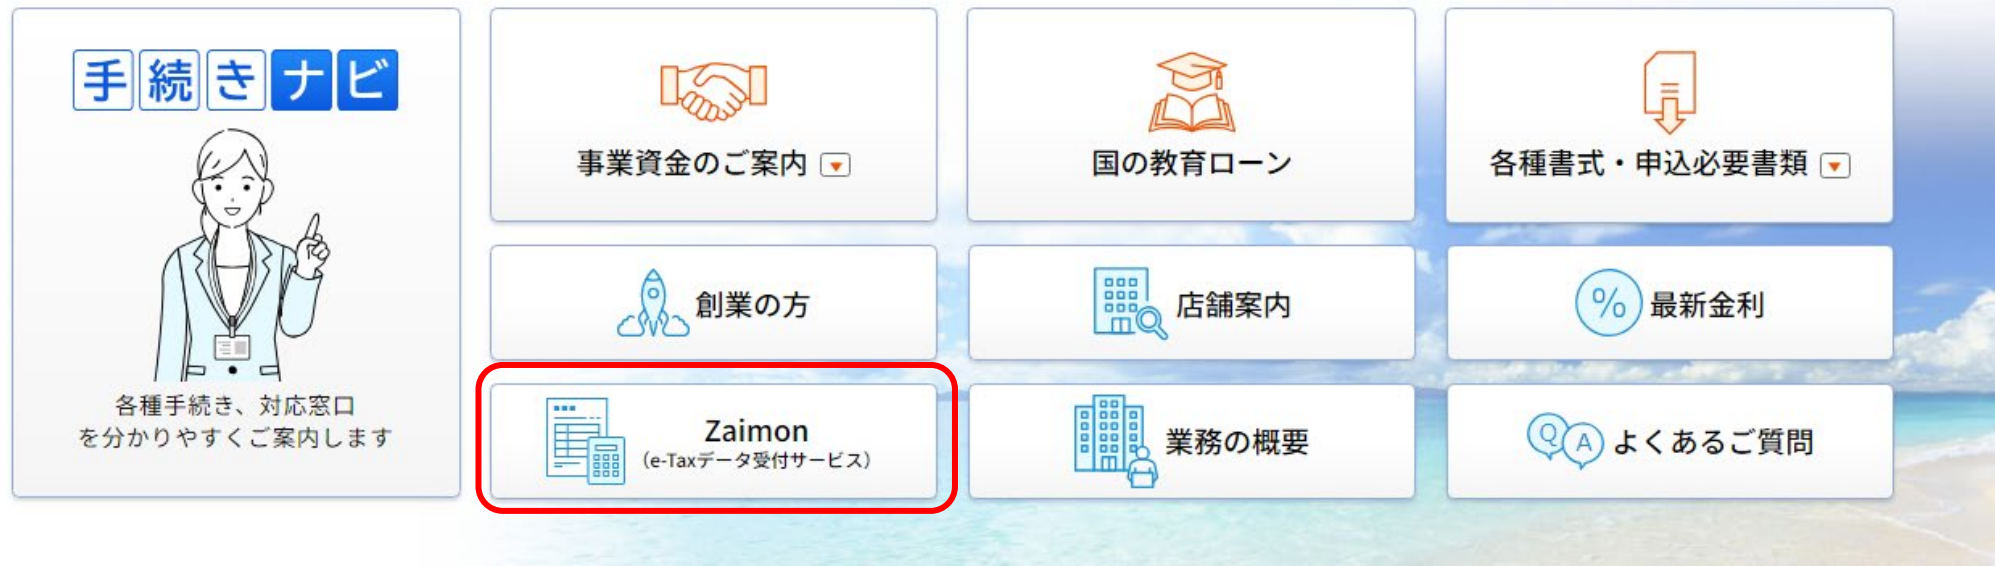 手続きナビ
各種手続き、対応窓口
を分かりやすくご案内します
事業資金のご案内
国の教育ローン
各種書式・申込必要書類
創業の方
店舗案内
%
最新金利
Zaimon
（e-Taxデータ受付サービス）
業務の概要
Q A
よくあるご質問